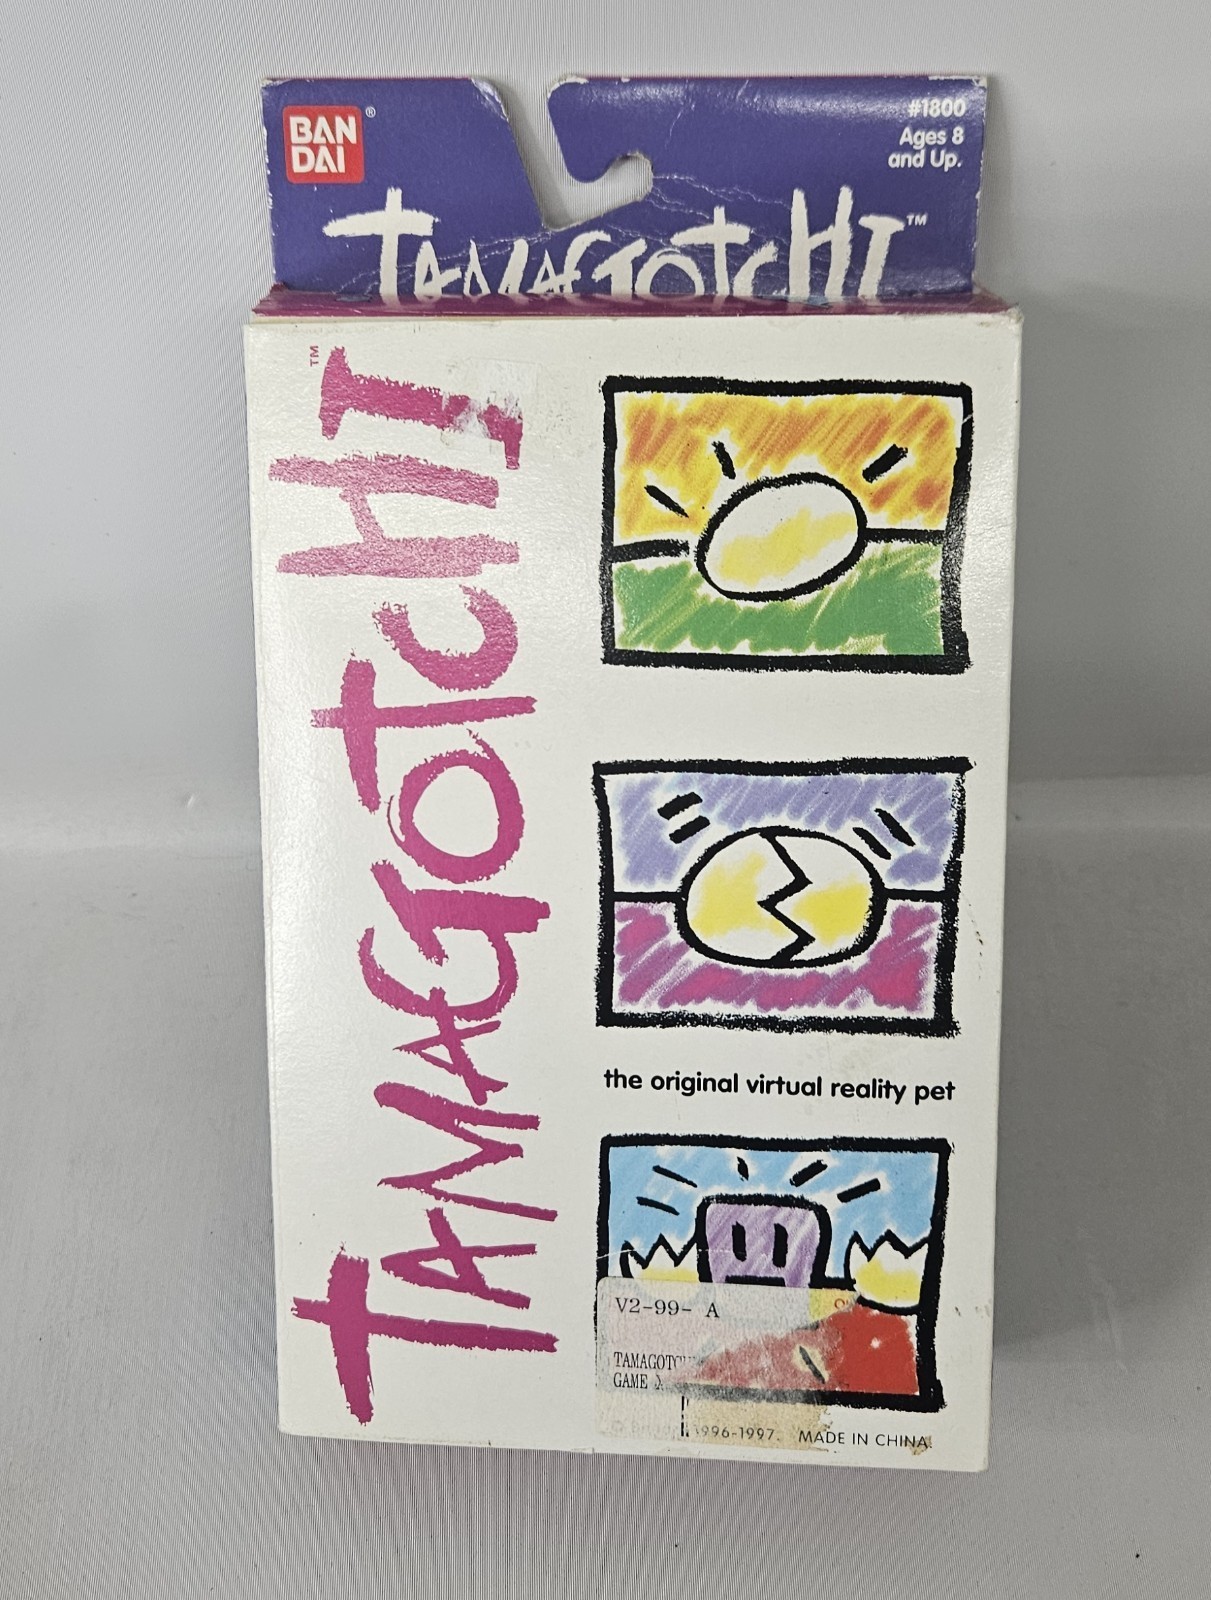 BAN
DAI
®
#1800
Ages 8
and Up.
TAMAGOTCHI™
TAMAGOTCHI™
the original virtual reality pet
V2-99- A
TAMAGOTCHI
GAME
1996-1997. MADE IN CHINA.